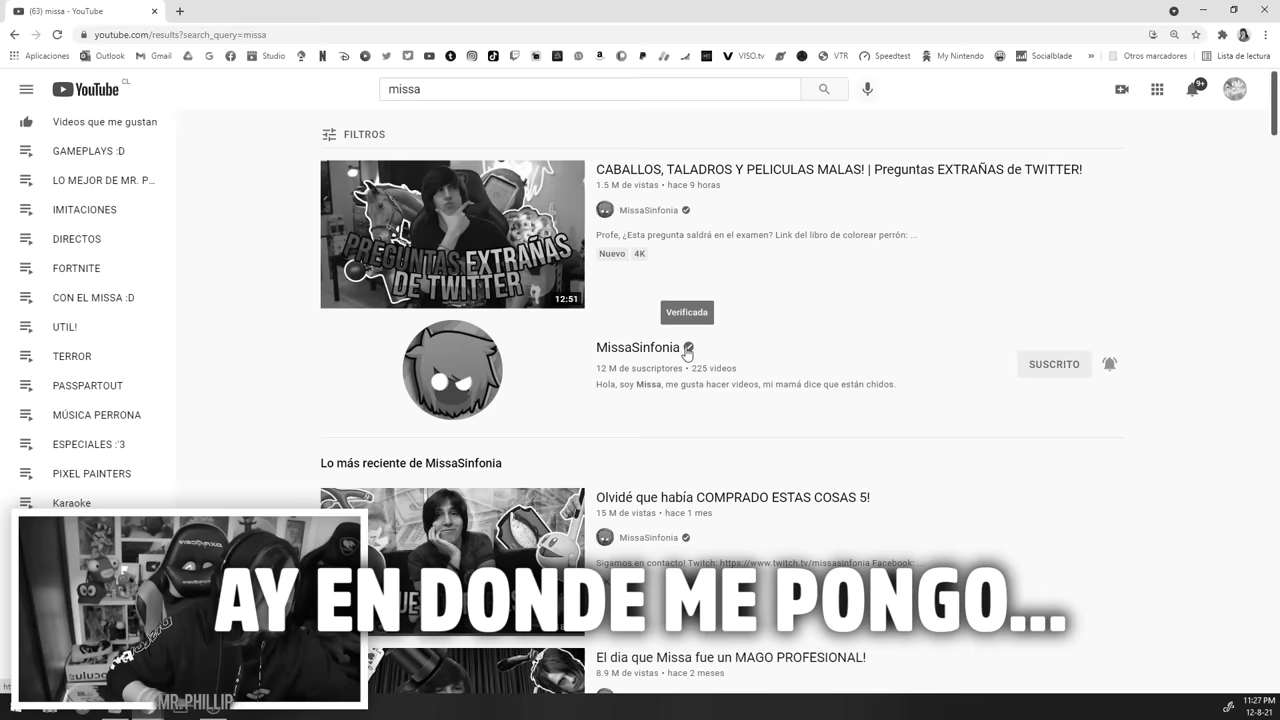 (63) missa - YouTube
youtube.com/results?search_query=missa
Aplicaciones
Outlook
Gmail
VISO.tv
VTR
Speedtest
My Nintendo
Socialblade
»
Otros marcadores
Lista de lectura
YouTube CL
missa
9+
Videos que me gustan
GAMEPLAYS :D
LO MEJOR DE MR. P...
IMITACIONES
DIRECTOS
FORTNITE
CON EL MISSA :D
UTIL!
TERROR
PASSPARTOUT
MÚSICA PERRONA
ESPECIALES :'3
PIXEL PAINTERS
Karaoke
FILTROS
PREGUNTAS EXTRAÑAS
DE TWITTER
12:51
CABALLOS, TALADROS Y PELICULAS MALAS! | Preguntas EXTRAÑAS de TWITTER!
1.5 M de vistas • hace 9 horas
MissaSinfonia
Profe, ¿Esta pregunta saldrá en el examen? Link del libro de colorear perrón: ...
Nuevo 4K
Verificada
MissaSinfonia
12 M de suscriptores • 225 videos
Hola, soy Missa, me gusta hacer videos, mi mamá dice que están chidos.
SUSCRITO
Lo más reciente de MissaSinfonia
Olvidé que había COMPRADO ESTAS COSAS 5!
15 M de vistas • hace 1 mes
MissaSinfonia
Sigamos en contacto! Twitch: https://www.twitch.tv/missasinfonia Facebook:
AY EN DONDE ME PONGO...
El dia que Missa fue un MAGO PROFESIONAL!
8.9 M de vistas • hace 2 meses
MR. PHILLIP
11:27 PM
12-8-21